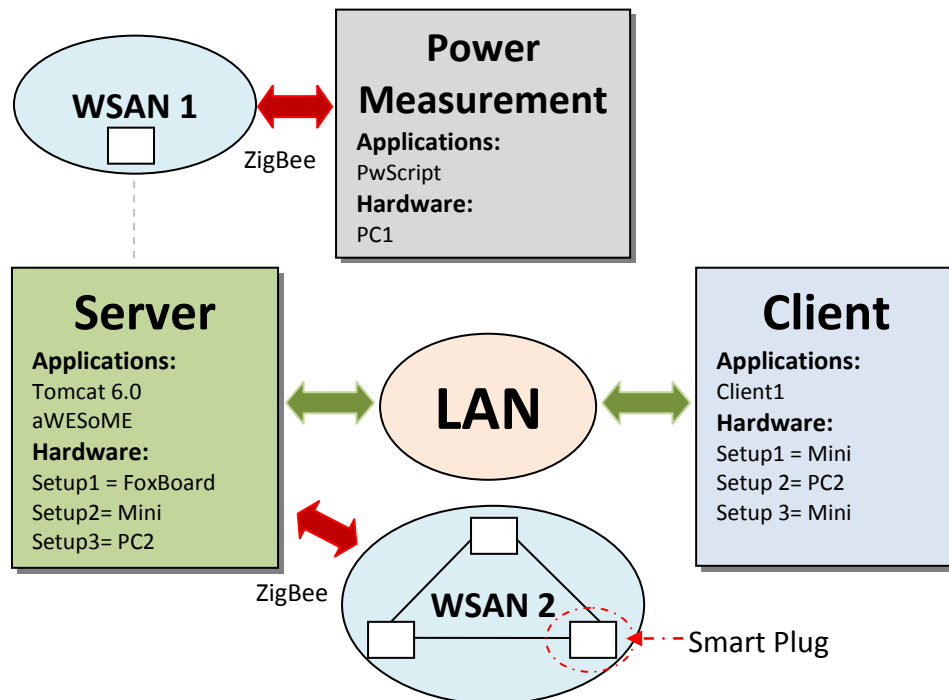 WSAN 1
ZigBee
Power
Measurement
Applications:
PwScript
Hardware:
PC1
Server
Applications:
Tomcat 6.0
aWESoME
Hardware:
Setup1 = FoxBoard
Setup2= Mini
Setup3= PC2
LAN
Client
Applications:
Client1
Hardware:
Setup1 = Mini
Setup 2= PC2
Setup 3= Mini
ZigBee
WSAN 2
Smart Plug